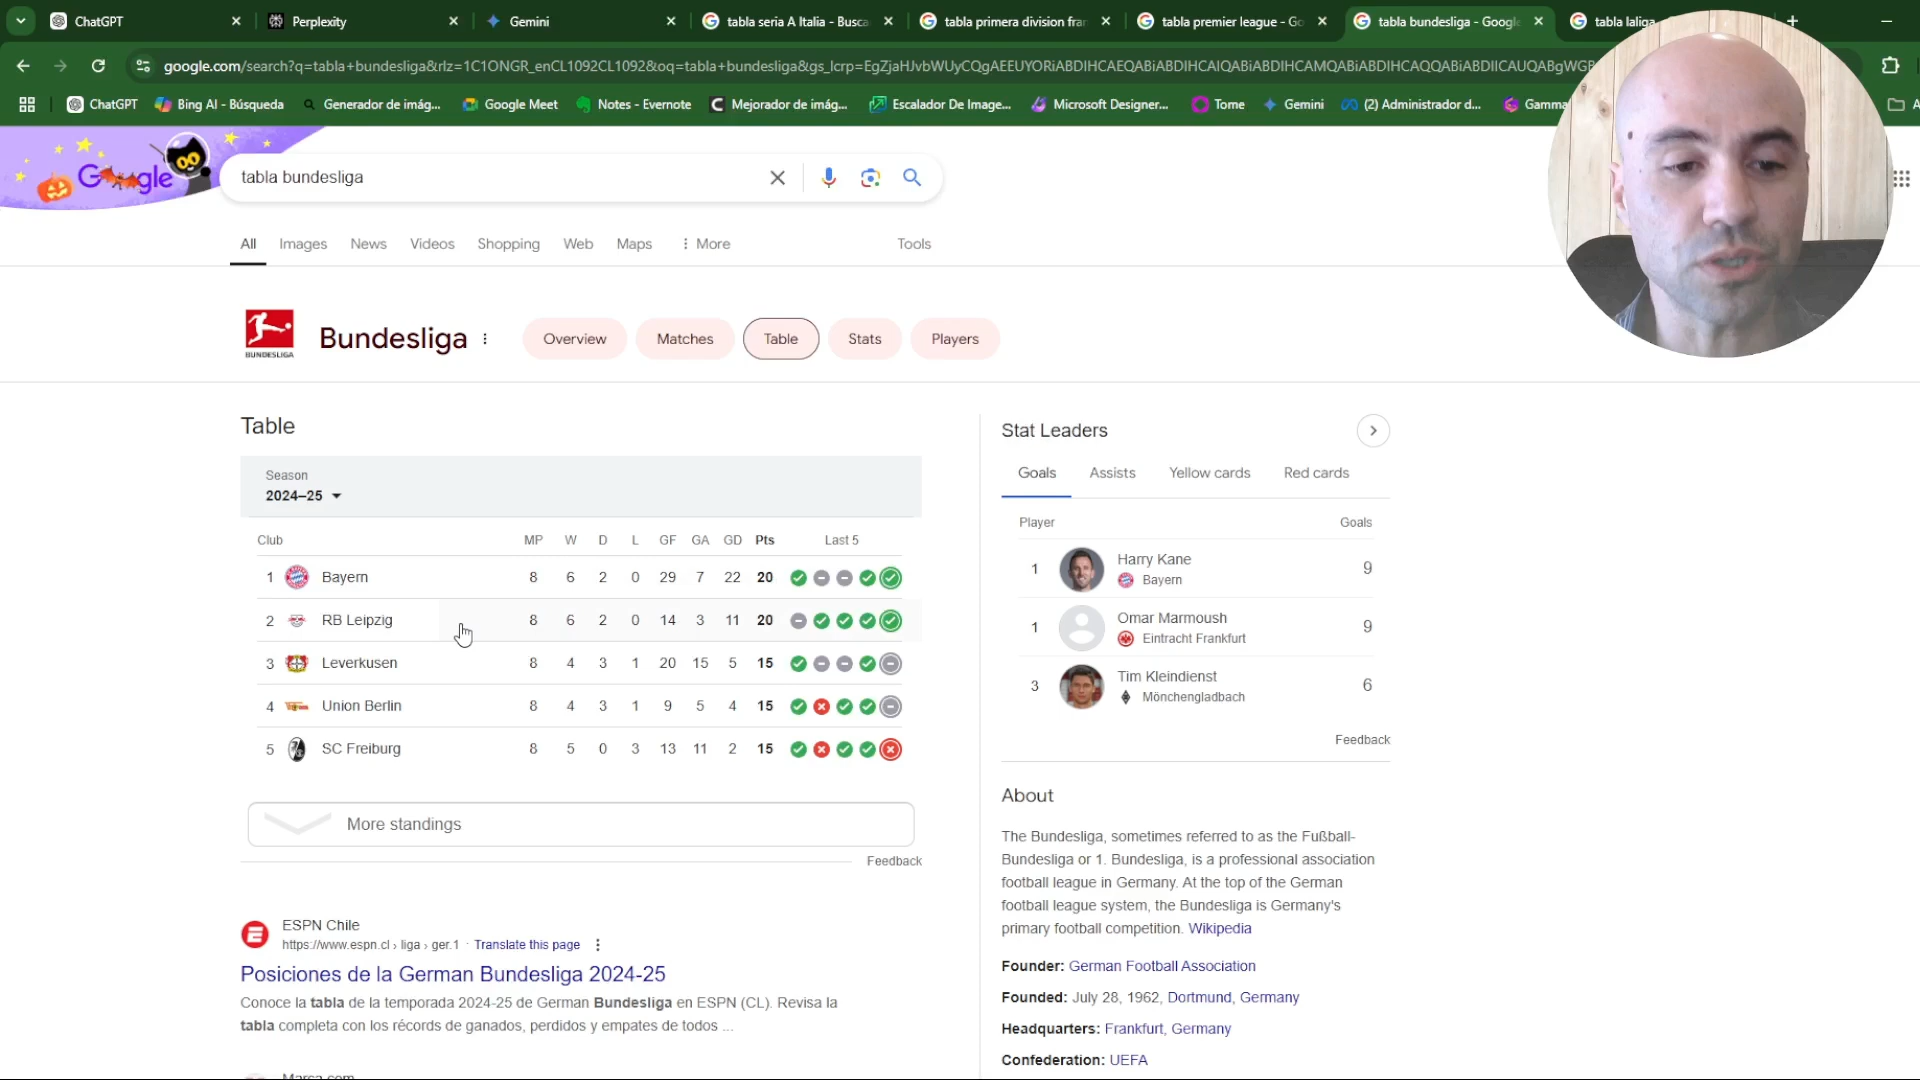 ChatGPT
Perplexity
Gemini
tabla seria A Italia - Busca
tabla primera division fra
tabla premier league - Go
tabla bundesliga - Google
tabla laliga
google.com/search?q=tabla+bundesliga&rlz=1C1ONGR_enCL1092CL1092&oq=tabla+bundesliga&gs_lcrp=
ChatGPT
Bing AI - Búsqueda
Generador de imág...
Google Meet
Notes - Evernote
Mejorador de imág...
Escalador De Image...
Microsoft Designer...
Tome
Gemini
(2) Administrador d...
Gamma
Google
tabla bundesliga
All
Images
News
Videos
Shopping
Web
Maps
More
Tools
BUNDESLIGA
Bundesliga
Overview
Matches
Table
Stats
Players
Table
Season
2024–25
Club MP W D L GF GA GD Pts Last 5
1 Bayern 8 6 2 0 29 7 22 20
2 RB Leipzig 8 6 2 0 14 3 11 20
3 Leverkusen 8 4 3 1 20 15 5 15
4 Union Berlin 8 4 3 1 9 5 4 15
5 SC Freiburg 8 5 0 3 13 11 2 15
More standings
Feedback
ESPN Chile
https://www.espn.cl › liga › ger.1 · Translate this page
Posiciones de la German Bundesliga 2024-25
Conoce la tabla de la temporada 2024-25 de German Bundesliga en ESPN (CL). Revisa la
tabla completa con los récords de ganados, perdidos y empates de todos ...
Marca.com
Stat Leaders
Goals
Assists
Yellow cards
Red cards
Player Goals
1 Harry Kane 9
Bayern
1 Omar Marmoush 9
Eintracht Frankfurt
3 Tim Kleindienst 6
Mönchengladbach
Feedback
About
The Bundesliga, sometimes referred to as the Fußball-
Bundesliga or 1. Bundesliga, is a professional association
football league in Germany. At the top of the German
football league system, the Bundesliga is Germany's
primary football competition. Wikipedia
Founder: German Football Association
Founded: July 28, 1962, Dortmund, Germany
Headquarters: Frankfurt, Germany
Confederation: UEFA